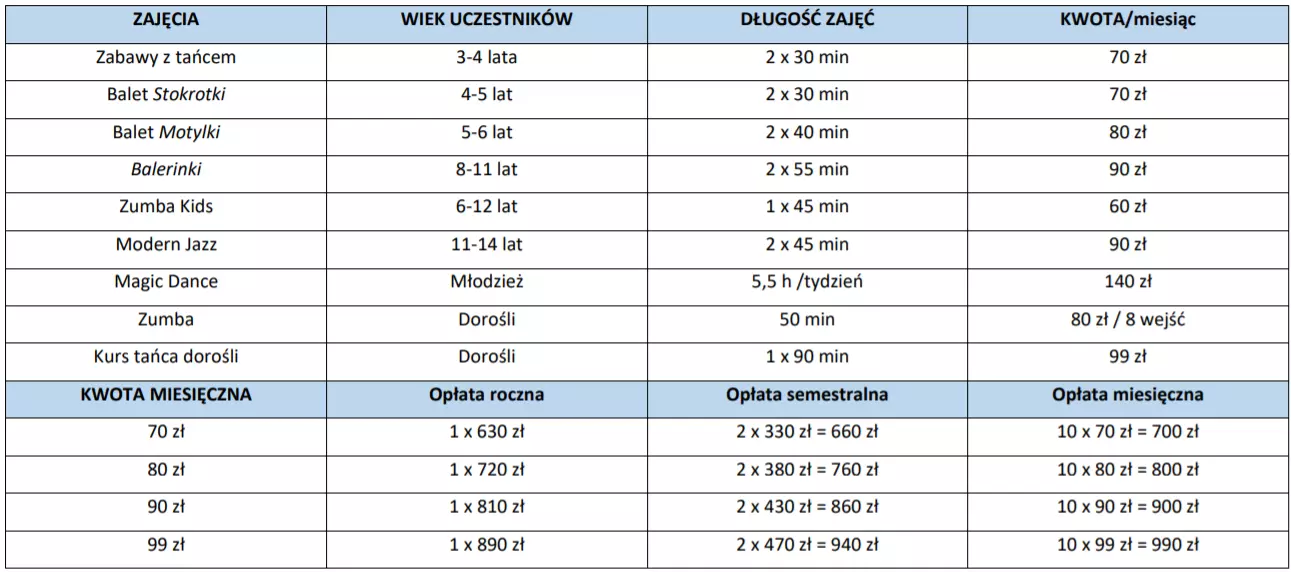 ZAJĘCIA WIEK UCZESTNIKÓW DŁUGOŚĆ ZAJĘĆ KWOTA/miesiąc
Zabawy z tańcem 3-4 lata 2 x 30 min 70 zł
Balet Stokrotki 4-5 lat 2 x 30 min 70 zł
Balet Motylki 5-6 lat 2 x 40 min 80 zł
Balerinki 8-11 lat 2 x 55 min 90 zł
Zumba Kids 6-12 lat 1 x 45 min 60 zł
Modern Jazz 11-14 lat 2 x 45 min 90 zł
Magic Dance Młodzież 5,5 h /tydzień 140 zł
Zumba Dorośli 50 min 80 zł / 8 wejść
Kurs tańca dorośli Dorośli 1 x 90 min 99 zł
KWOTA MIESIĘCZNA Opłata roczna Opłata semestralna Opłata miesięczna
70 zł 1 x 630 zł 2 x 330 zł = 660 zł 10 x 70 zł = 700 zł
80 zł 1 x 720 zł 2 x 380 zł = 760 zł 10 x 80 zł = 800 zł
90 zł 1 x 810 zł 2 x 430 zł = 860 zł 10 x 90 zł = 900 zł
99 zł 1 x 890 zł 2 x 470 zł = 940 zł 10 x 99 zł = 990 zł